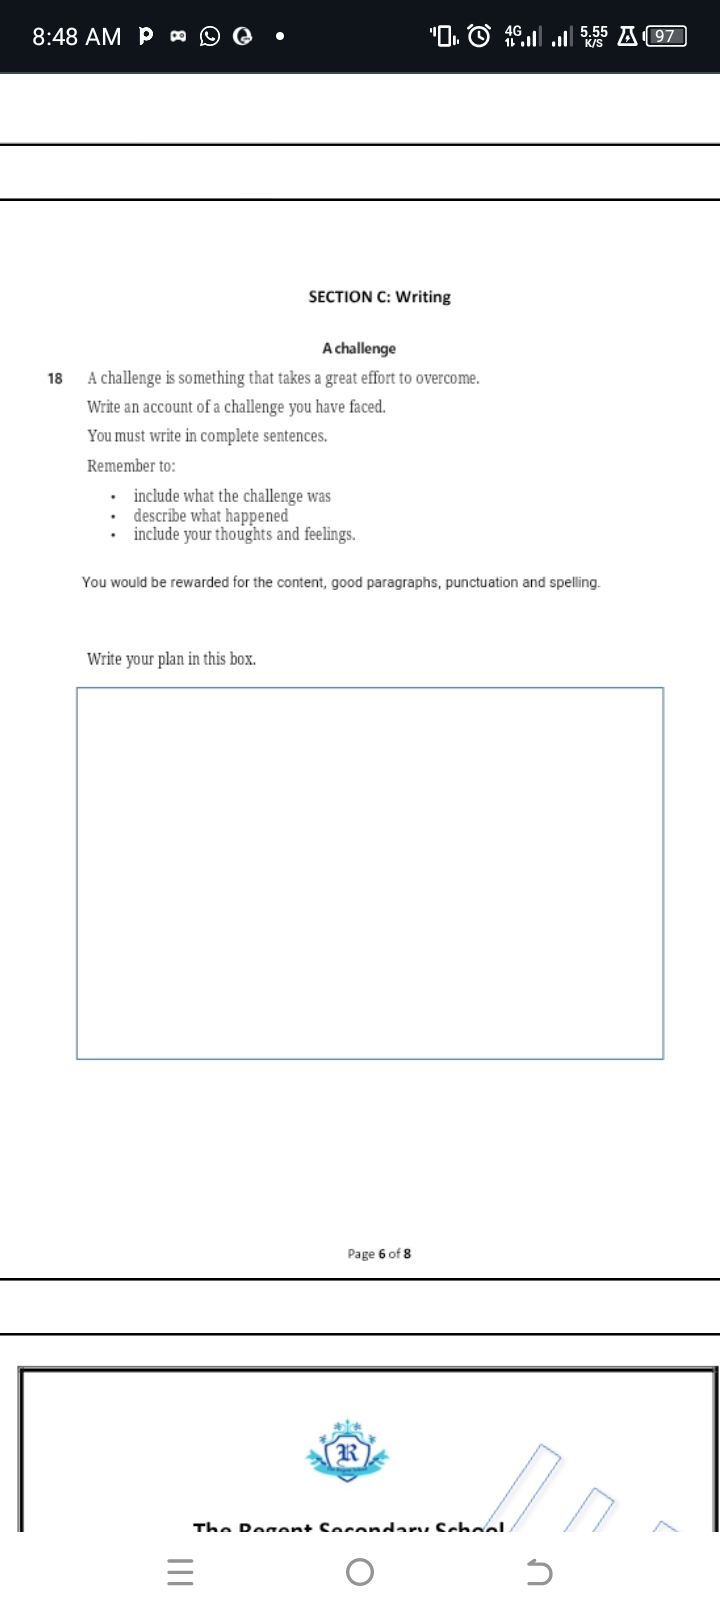 8:48 AM
4G
5.55
K/S
97
SECTION C: Writing
A challenge
18 A challenge is something that takes a great effort to overcome.
Write an account of a challenge you have faced.
You must write in complete sentences.
Remember to:
• include what the challenge was
• describe what happened
• include your thoughts and feelings.
You would be rewarded for the content, good paragraphs, punctuation and spelling.
Write your plan in this box.
Page 6 of 8
R
The Regent Secondary School